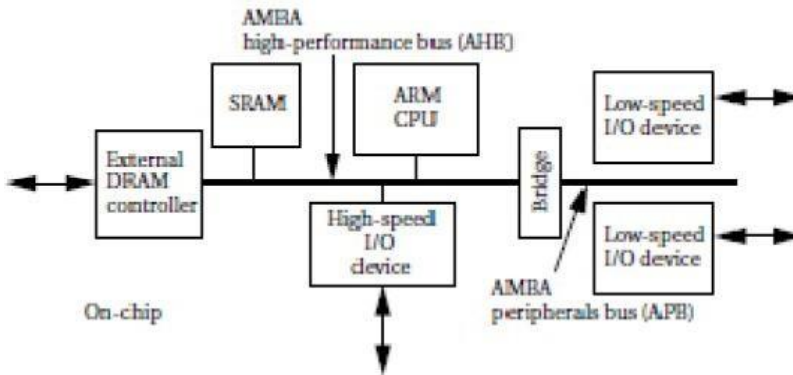 AMBA
high-performance bus (AHB)
SRAM
ARM
CPU
Low-speed
I/O device
External
DRAM
controller
Bridge
High-speed
I/O
device
Low-speed
I/O device
AMBA
peripherals bus (APB)
On-chip